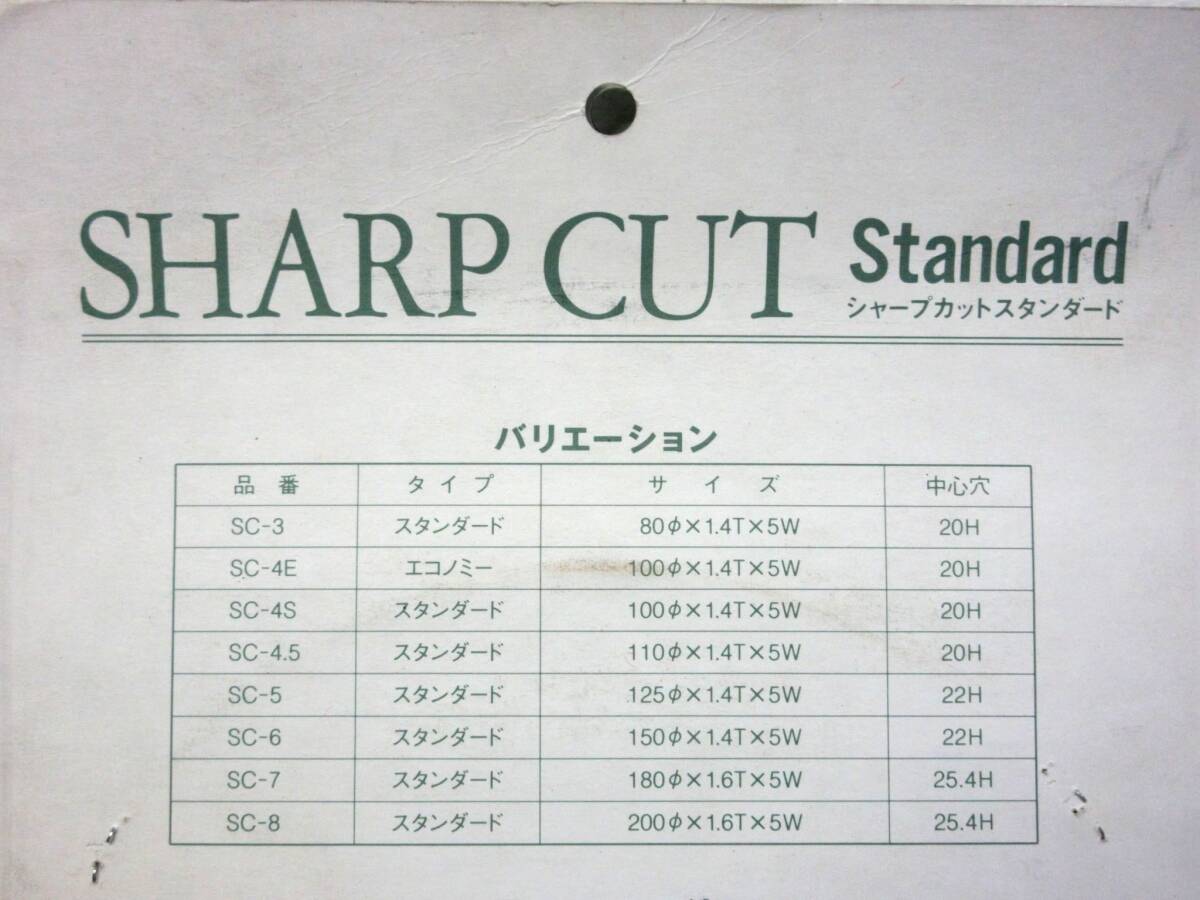 SHARP CUT Standard
シャープカットスタンダード
バリエーション
品番 タイプ サイズ 中心穴
SC-3 スタンダード 80φ×1.4T×5W 20H
SC-4E エコノミー 100φ×1.4T×5W 20H
SC-4S スタンダード 100φ×1.4T×5W 20H
SC-4.5 スタンダード 110φ×1.4T×5W 20H
SC-5 スタンダード 125φ×1.4T×5W 22H
SC-6 スタンダード 150φ×1.4T×5W 22H
SC-7 スタンダード 180φ×1.6T×5W 25.4H
SC-8 スタンダード 200φ×1.6T×5W 25.4H